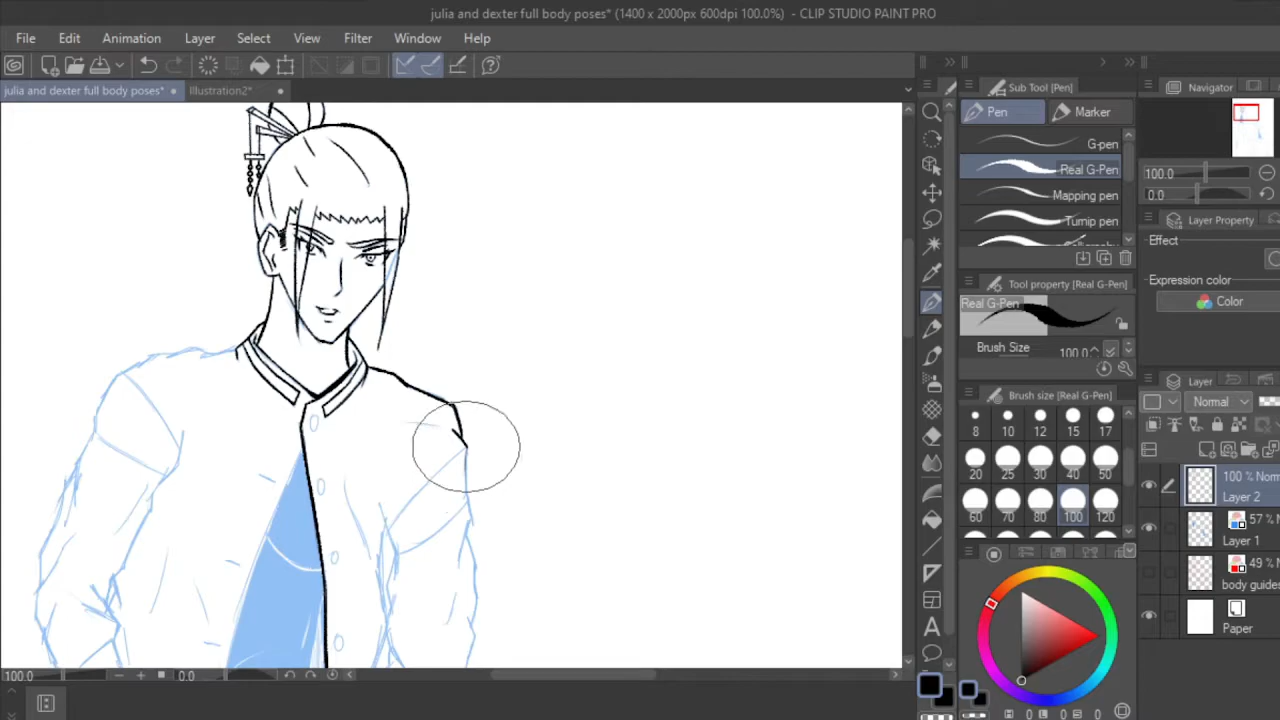 julia and dexter full body poses* (1400 x 2000px 600dpi 100.0%) - CLIP STUDIO PAINT PRO
File Edit Animation Layer Select View Filter Window Help
julia and dexter full body poses* Illustration2*
Sub Tool [Pen]
Pen Marker
G-pen
Real G-Pen
Mapping pen
Turnip pen
Tool property [Real G-Pen]
Real G-Pen
Brush Size 100.0
Brush size [Real G-Pen]
8 10 12 15 17
20 25 30 40 50
60 70 80 100 120
Navigator
100.0
0.0
Layer Property
Effect
Expression color
Color
Layer
Normal
100 % Norm
Layer 2
57 % N
Layer 1
49 % N
body guides
Paper
100.0 0.0
H 0 S 0 0